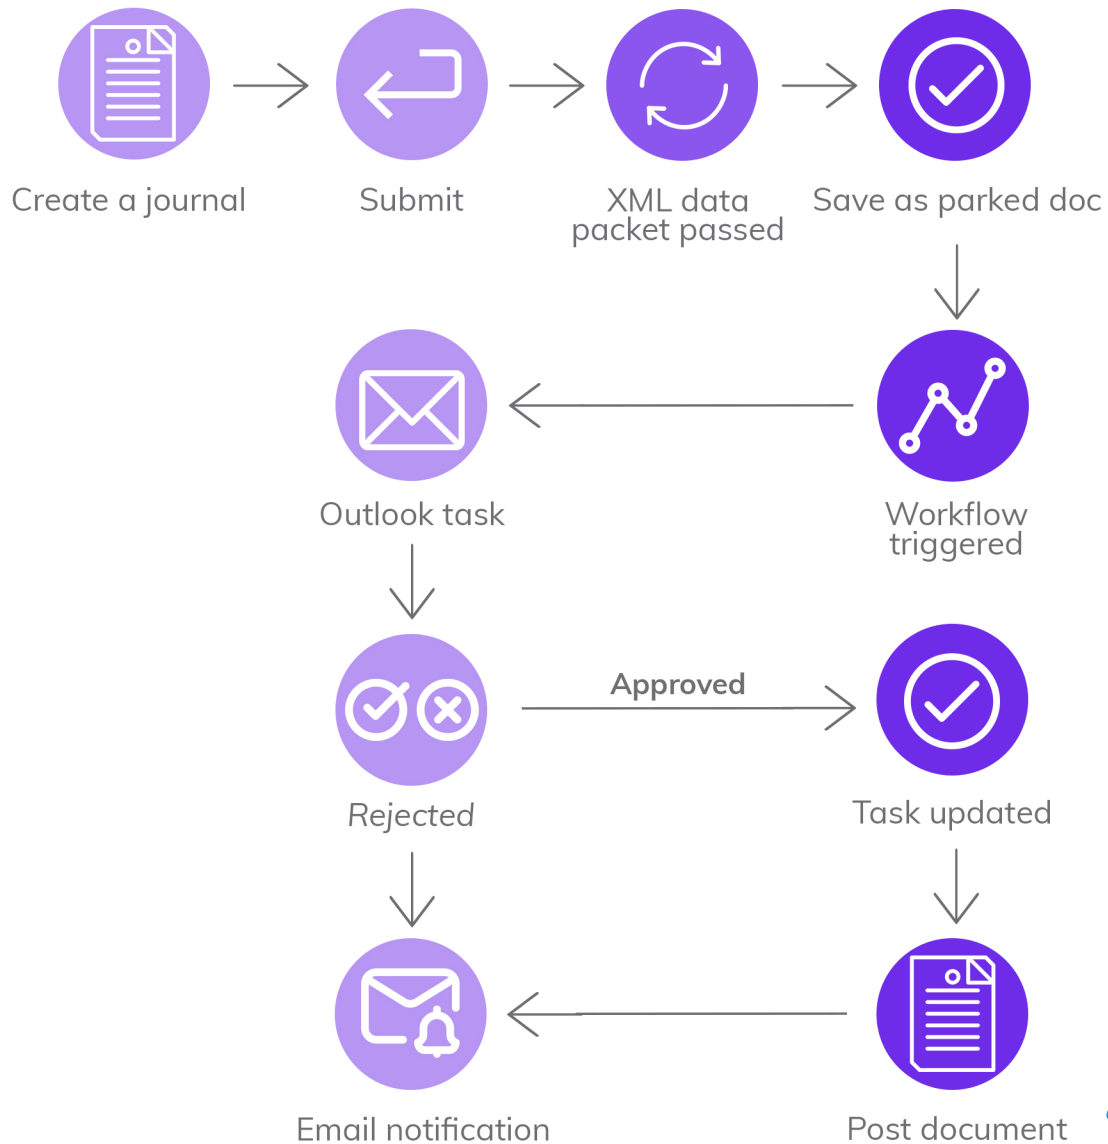 Create a journal
Submit
XML data
packet passed
Save as parked doc
Outlook task
Workflow
triggered
Approved
Rejected
Task updated
Email notification
Post document